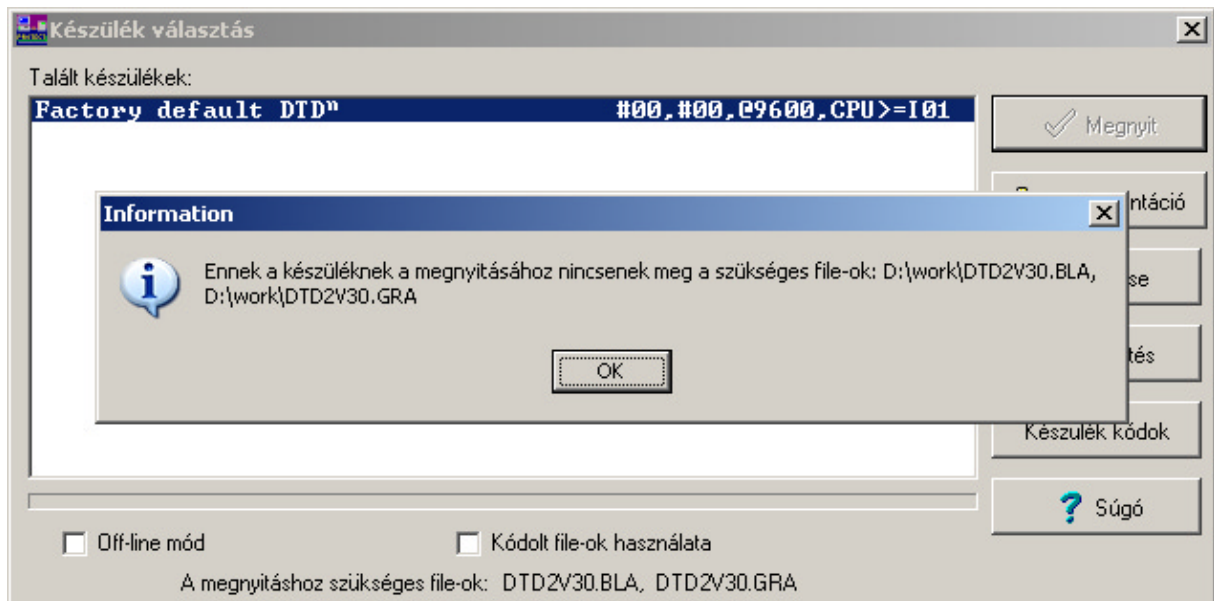 Készülék választás
Talált készülékek:
Factory default DTDⁿ #00,#00,@9600,CPU>=I01
Megnyit
ntáció
Information
Ennek a készüléknek a megnyitásához nincsenek meg a szükséges file-ok: D:\work\DTD2V30.BLA,
D:\work\DTD2V30.GRA
se
OK
tés
Készülék kódok
Súgó
Off-line mód
Kódolt file-ok használata
A megnyitáshoz szükséges file-ok: DTD2V30.BLA, DTD2V30.GRA